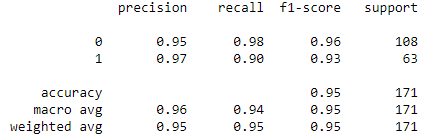 precision recall f1-score support
0 0.95 0.98 0.96 108
1 0.97 0.90 0.93 63
accuracy 0.95 171
macro avg 0.96 0.94 0.95 171
weighted avg 0.95 0.95 0.95 171